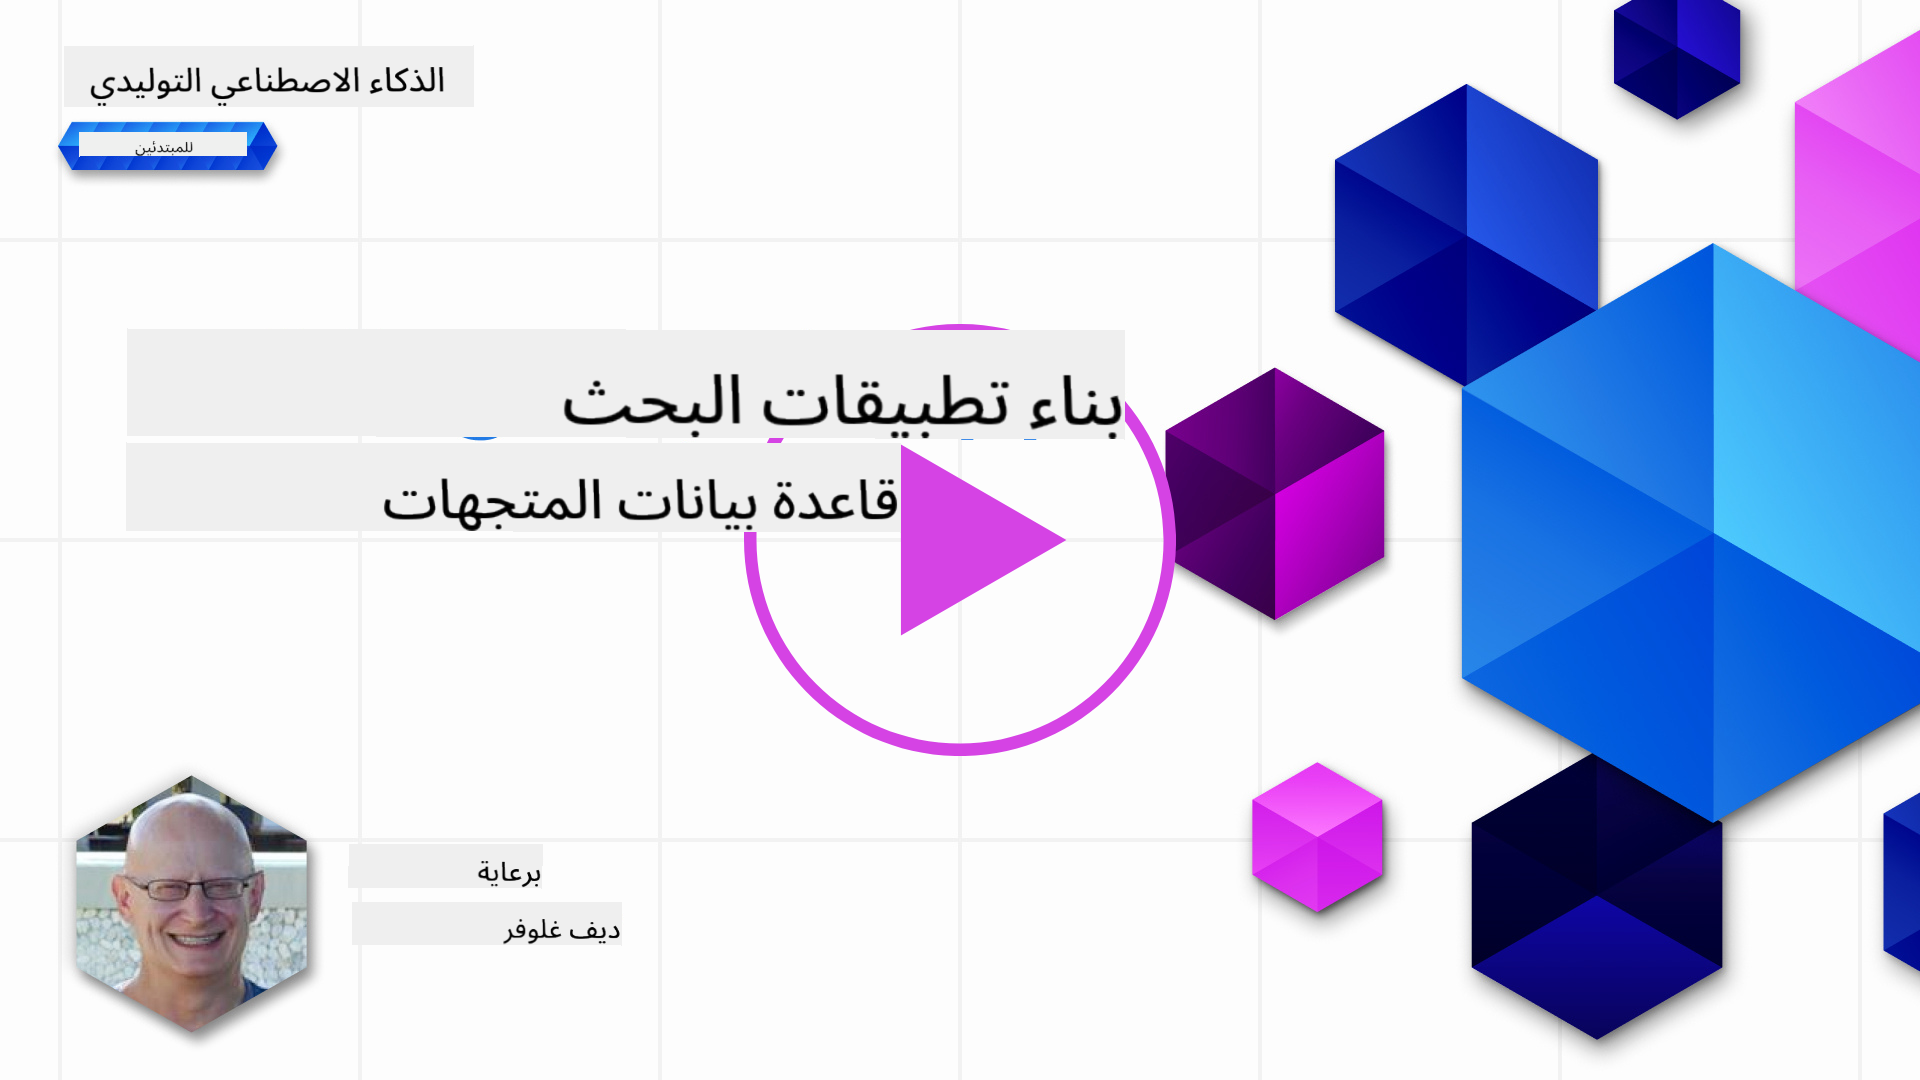 الذكاء الاصطناعي التوليدي
للمبتدئين
بناء تطبيقات البحث
قاعدة بيانات المتجهات
برعاية
ديف غلوفر